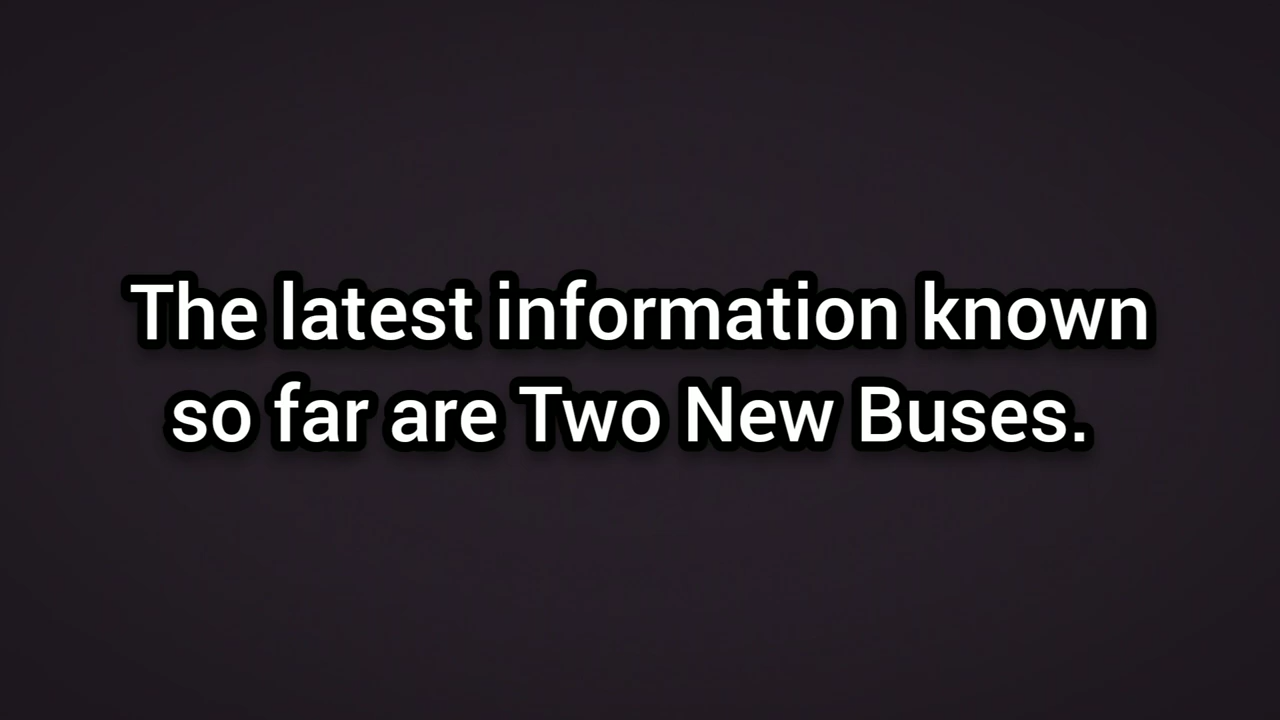 The latest information known
so far are Two New Buses.